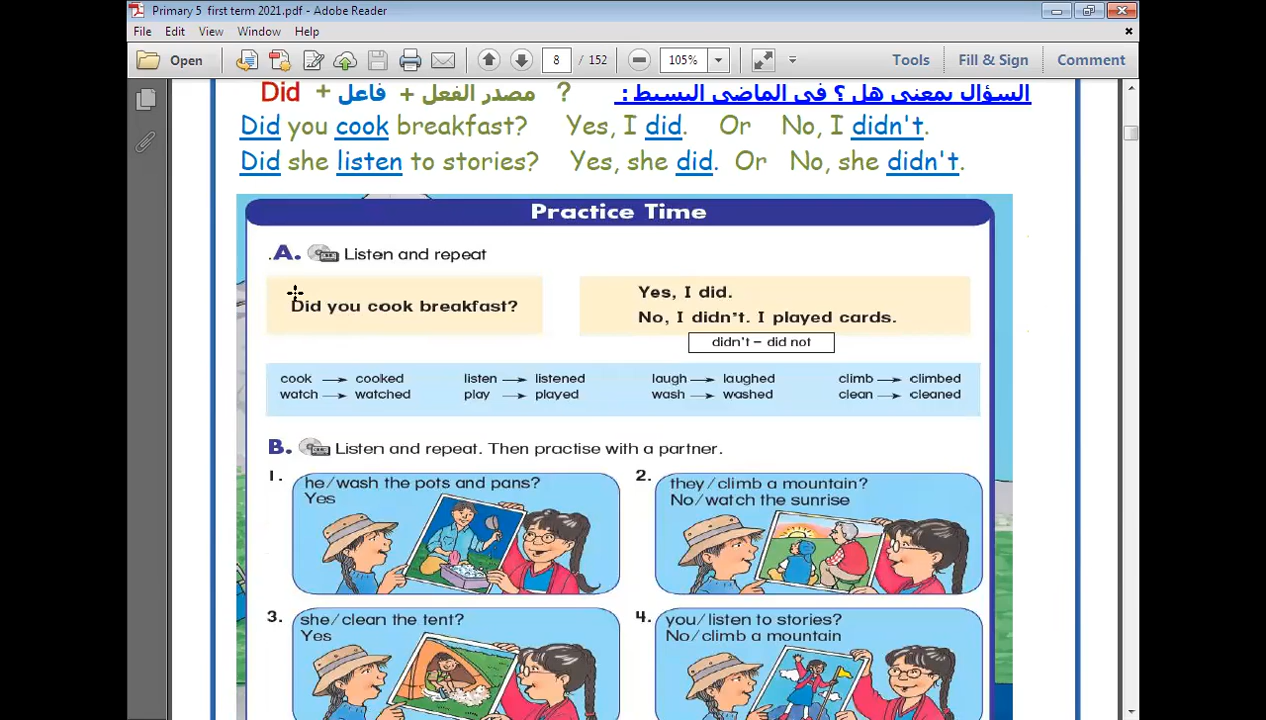 Primary 5 first term 2021.pdf - Adobe Reader
File Edit View Window Help
Open 8 / 152 105% Tools Fill & Sign Comment
السؤال بمعنى هل ؟ فى الماضى البسيط :
Did + فاعل + مصدر الفعل ?
Did you cook breakfast? Yes, I did. Or No, I didn't.
Did she listen to stories? Yes, she did. Or No, she didn't.
Practice Time
.A. Listen and repeat
Did you cook breakfast?
Yes, I did.
No, I didn't. I played cards.
didn't – did not
cook → cooked listen → listened laugh → laughed climb → climbed
watch → watched play → played wash → washed clean → cleaned
B. Listen and repeat. Then practise with a partner.
1. he/wash the pots and pans?
Yes
2. they/climb a mountain?
No/watch the sunrise
3. she/clean the tent?
Yes
4. you/listen to stories?
No/climb a mountain